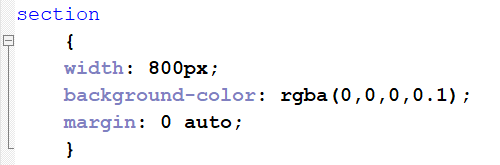 section
{
width: 800px;
background-color: rgba(0,0,0,0.1);
margin: 0 auto;
}